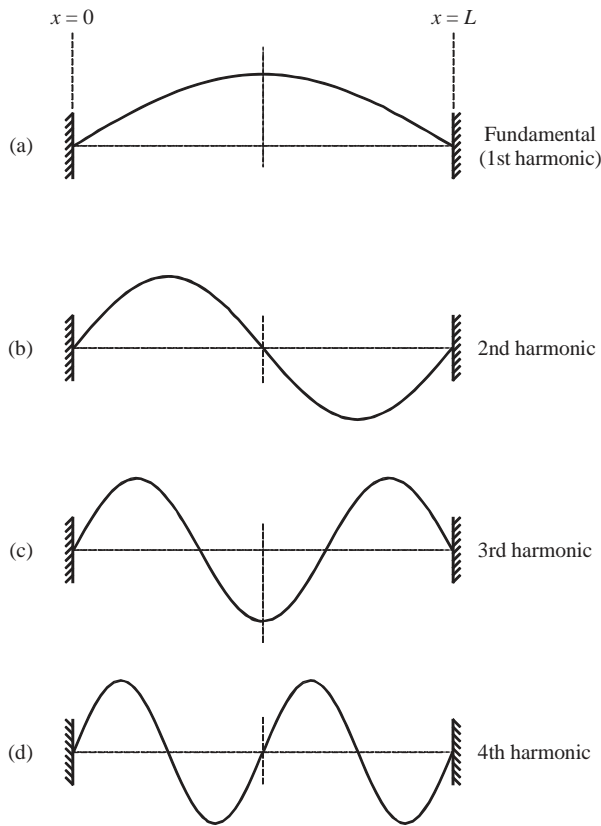 x = 0
x = L
(a)
Fundamental
(1st harmonic)
(b)
2nd harmonic
(c)
3rd harmonic
(d)
4th harmonic